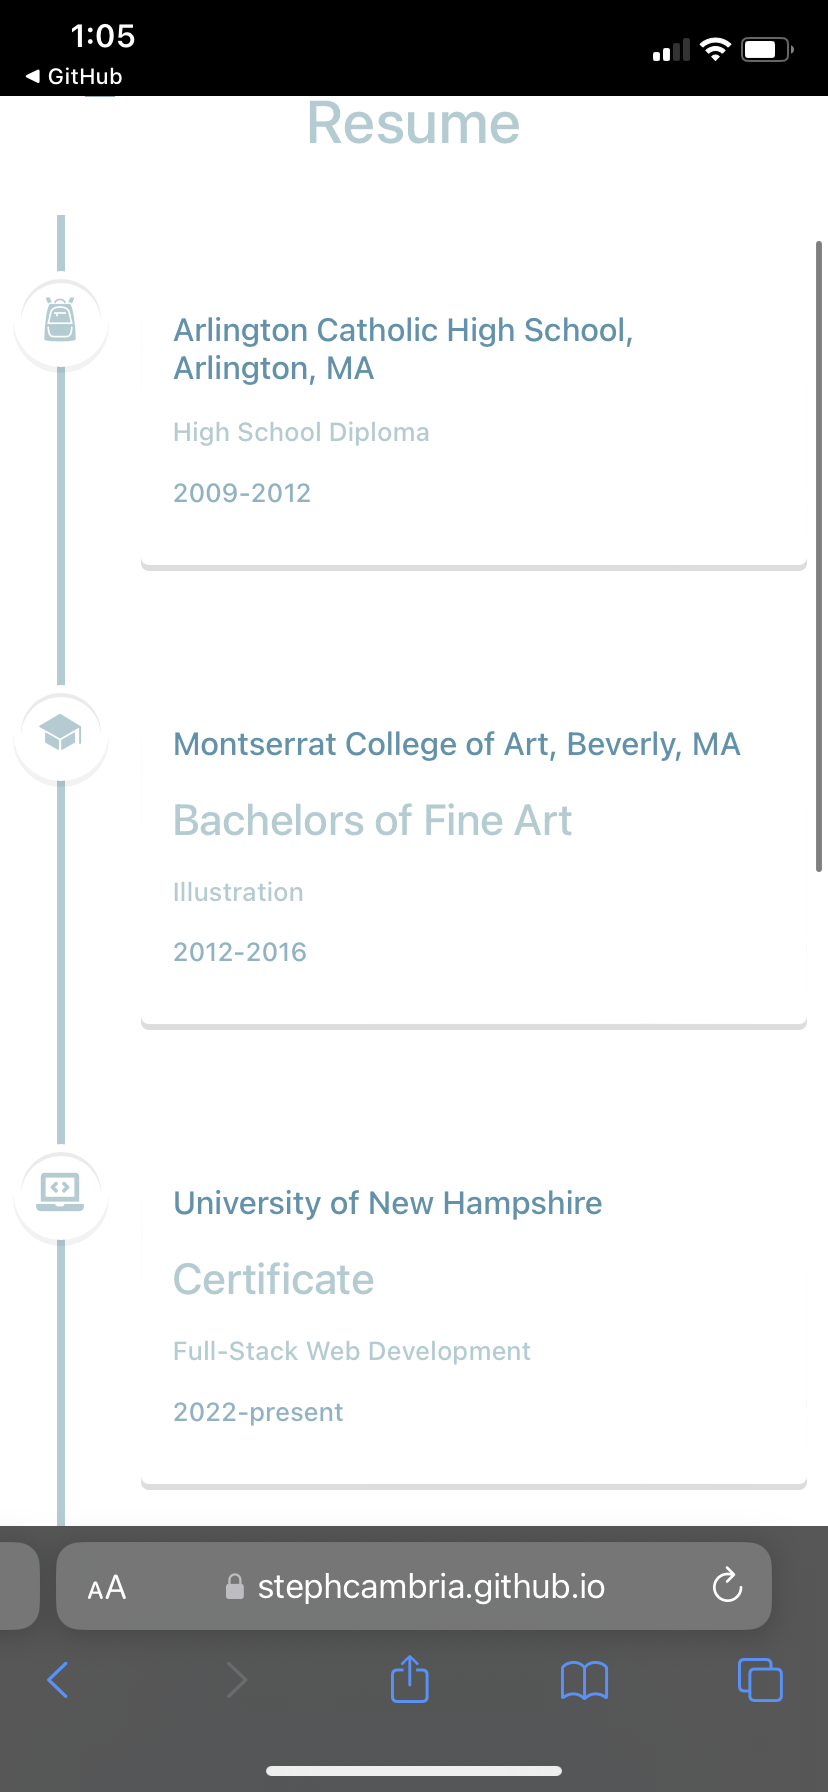 1:05
◀ GitHub
Resume
Arlington Catholic High School,
Arlington, MA
High School Diploma
2009-2012
Montserrat College of Art, Beverly, MA
Bachelors of Fine Art
Illustration
2012-2016
University of New Hampshire
Certificate
Full-Stack Web Development
2022-present
AA stephcambria.github.io